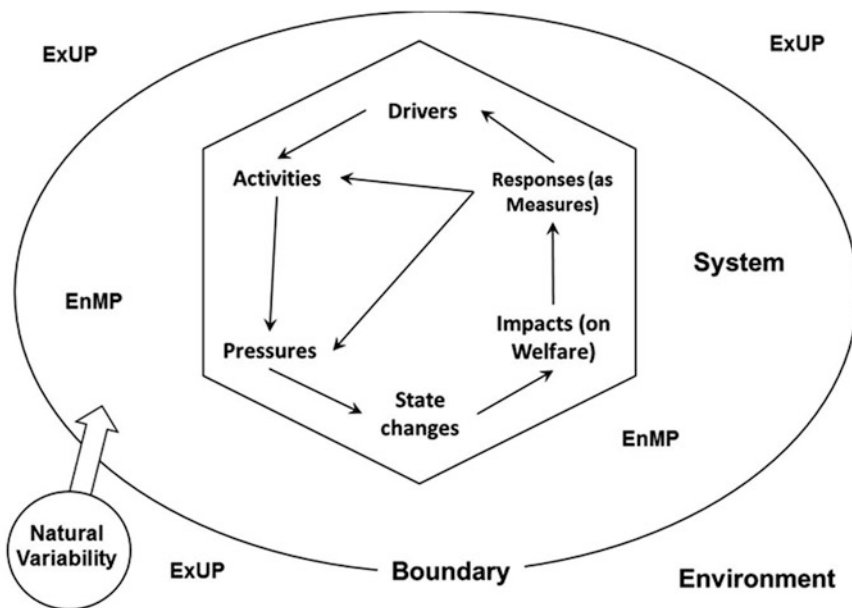 ExUP
ExUP
Drivers
Activities
Responses (as
Measures)
System
EnMP
Pressures
Impacts (on
Welfare)
State
changes
EnMP
Natural
Variability
ExUP
Boundary
Environment